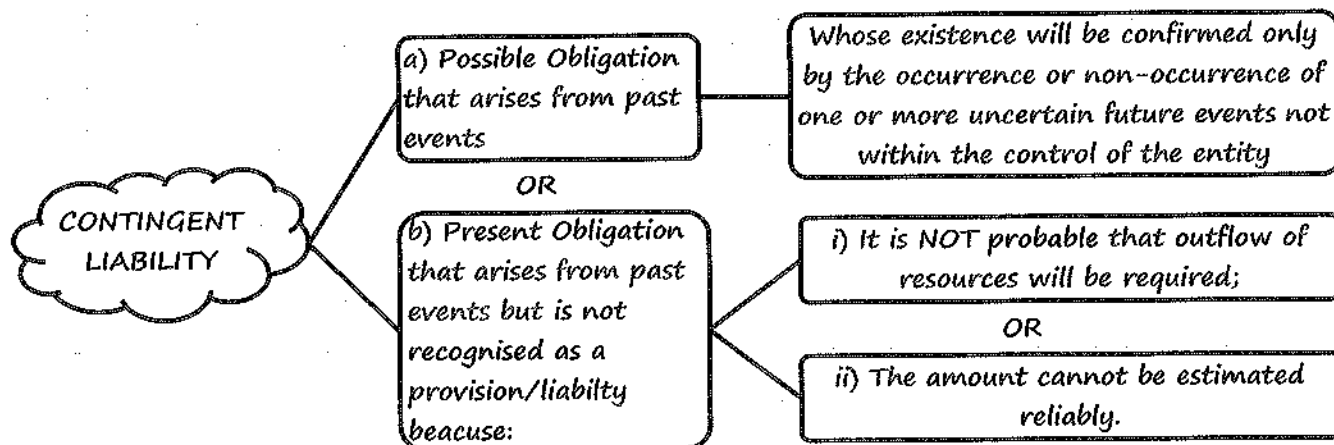 CONTINGENT
LIABILITY
a) Possible Obligation
that arises from past
events
Whose existence will be confirmed only
by the occurrence or non-occurrence of
one or more uncertain future events not
within the control of the entity
OR
b) Present Obligation
that arises from past
events but is not
recognised as a
provision/liabilty
beacuse:
i) It is NOT probable that outflow of
resources will be required;
OR
ii) The amount cannot be estimated
reliably.